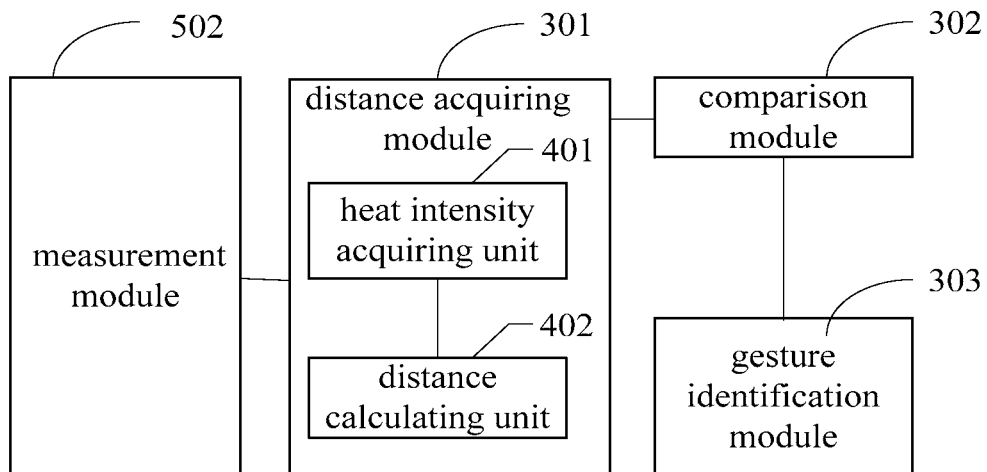 502
301
302
distance acquiring
module
comparison
module
401
heat intensity
acquiring unit
measurement
module
303
402
distance
calculating unit
gesture
identification
module